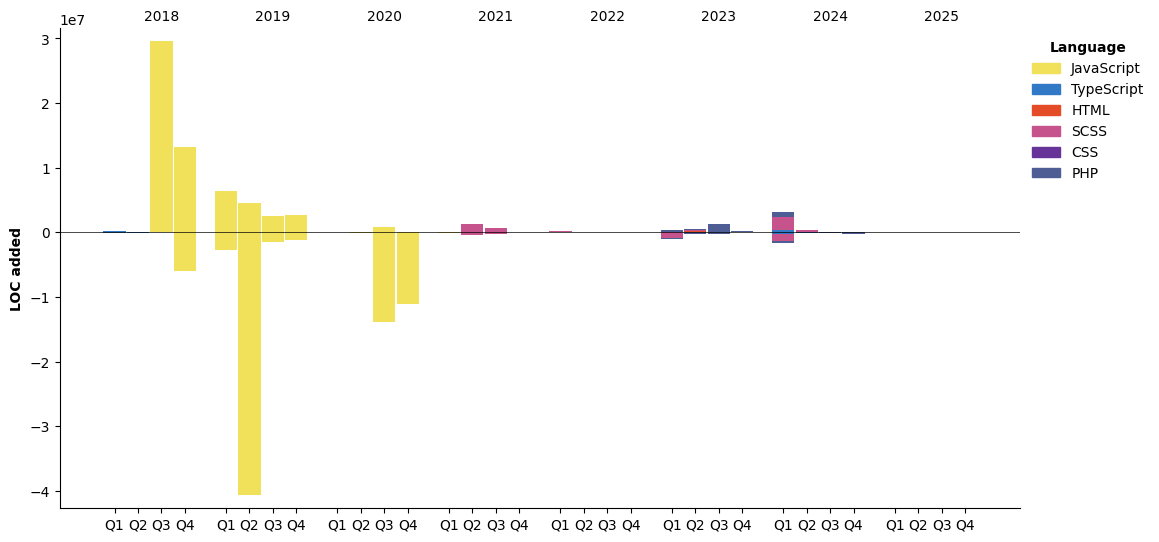 2018 2019 2020 2021 2022 2023 2024 2025
1e7
Language
JavaScript
TypeScript
HTML
SCSS
CSS
PHP
3
2
1
0
−1
−2
−3
−4
LOC added
Q1 Q2 Q3 Q4 Q1 Q2 Q3 Q4 Q1 Q2 Q3 Q4 Q1 Q2 Q3 Q4 Q1 Q2 Q3 Q4 Q1 Q2 Q3 Q4 Q1 Q2 Q3 Q4 Q1 Q2 Q3 Q4